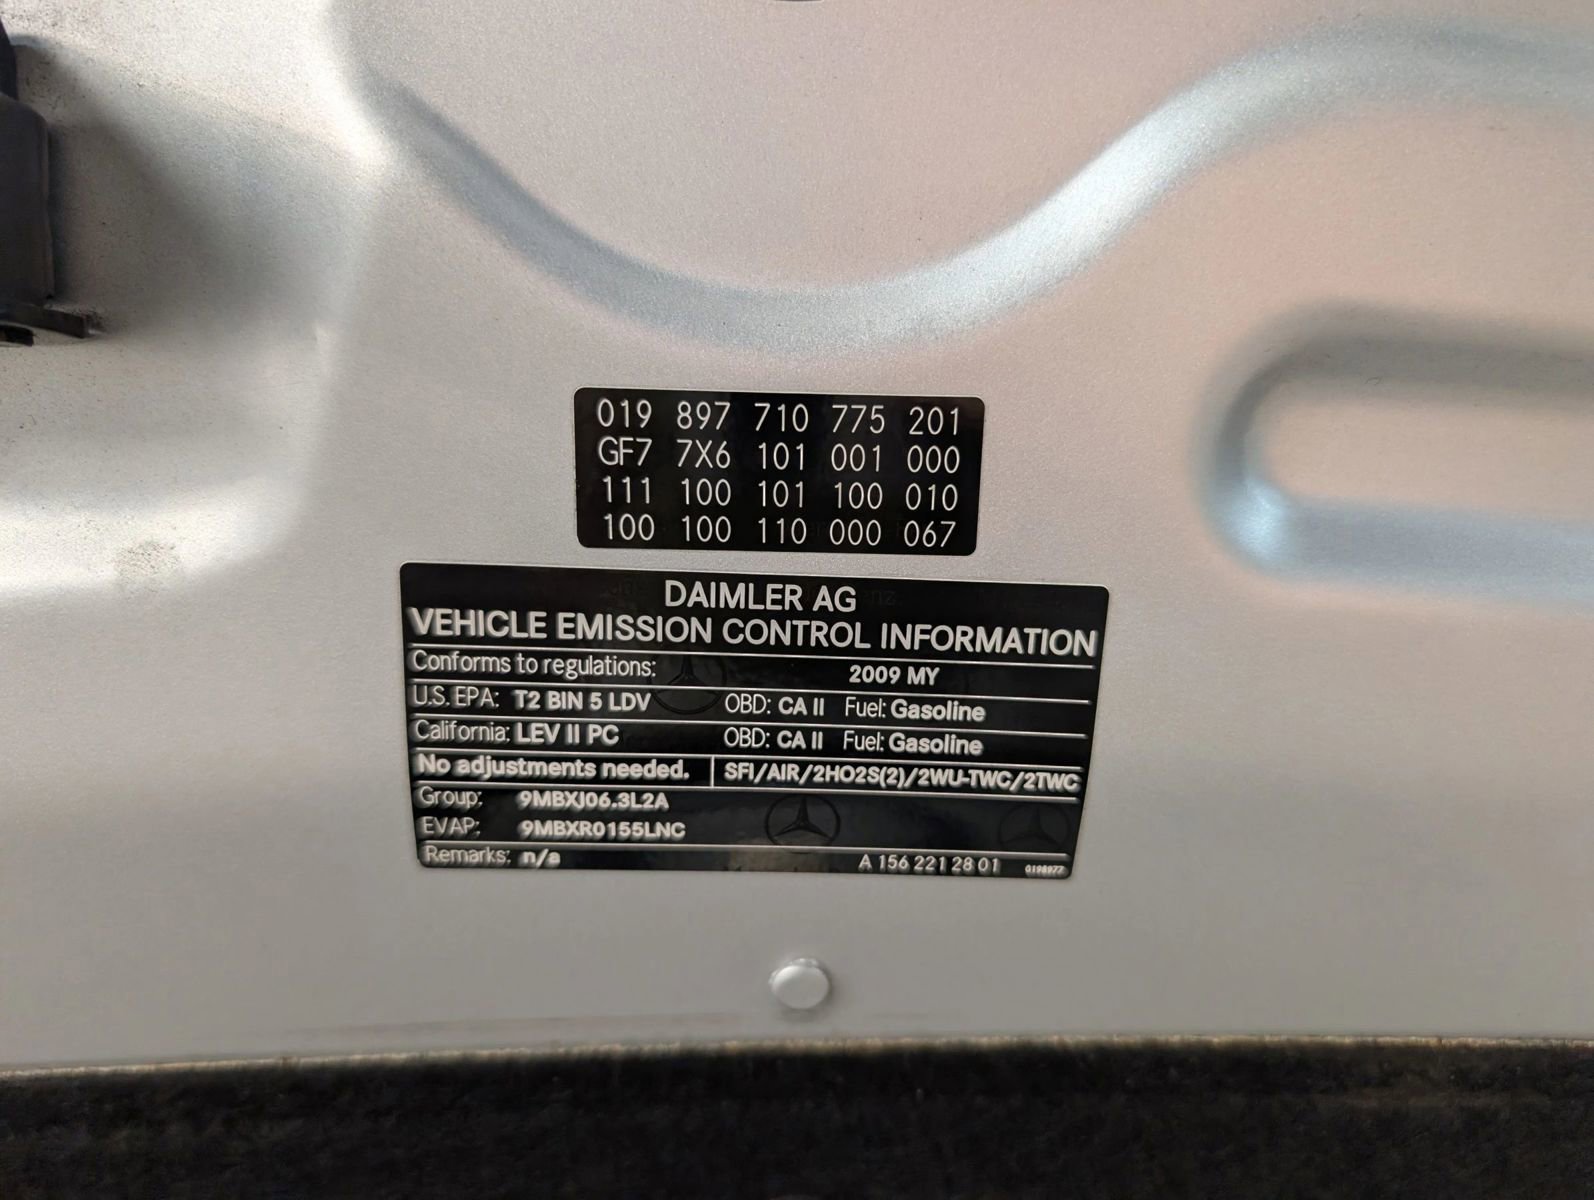 019 897 710 775 201
GF7 7X6 101 001 000
111 100 101 100 010
100 100 110 000 067
DAIMLER AG
VEHICLE EMISSION CONTROL INFORMATION
Conforms to regulations: 2009 MY
U.S. EPA: T2 BIN 5 LDV OBD: CA II Fuel: Gasoline
California: LEV II PC OBD: CA II Fuel: Gasoline
No adjustments needed. SFI/AIR/2HO2S(2)/2WU-TWC/2TWC
Group: 9MBXJ06.3L2A
EVAP: 9MBXR0155LNC
Remarks: n/a A 156 221 28 01